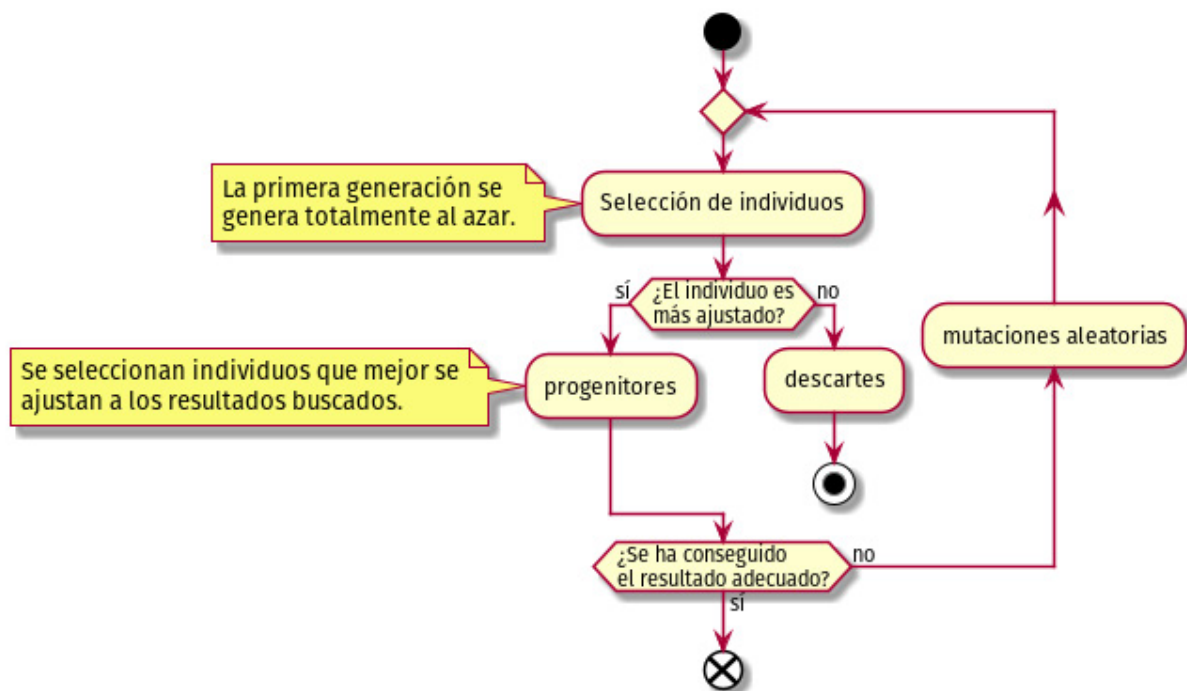 La primera generación se
genera totalmente al azar.
Selección de individuos
sí
¿El individuo es
más ajustado?
no
mutaciones aleatorias
Se seleccionan individuos que mejor se
ajustan a los resultados buscados.
progenitores
descartes
¿Se ha conseguido
el resultado adecuado?
no
sí